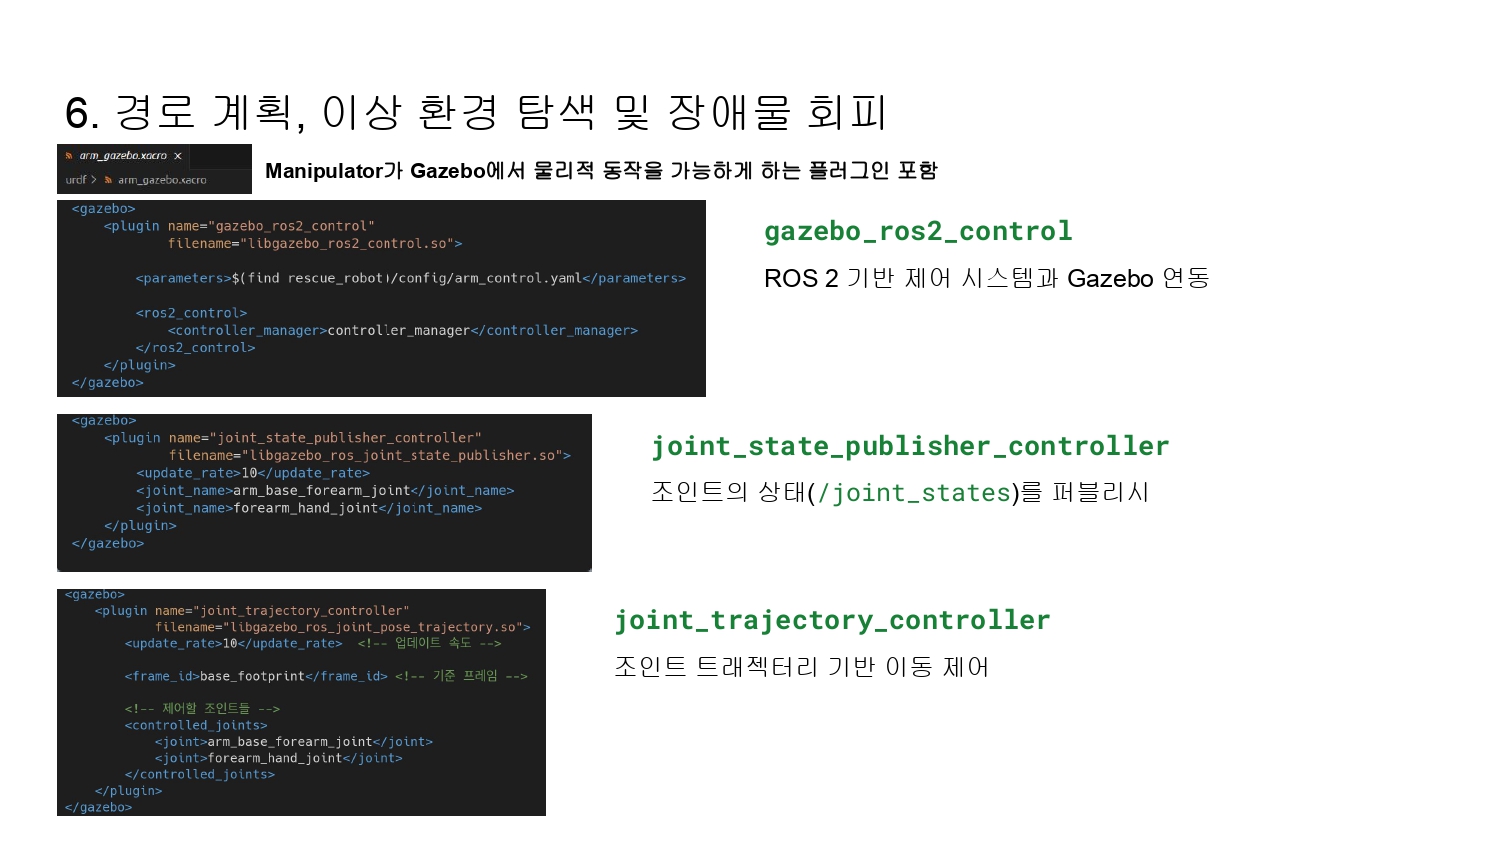 6. 경로 계획, 이상 환경 탐색 및 장애물 회피
arm_gazebo.xacro ×
urdf > arm_gazebo.xacro
Manipulator가 Gazebo에서 물리적 동작을 가능하게 하는 플러그인 포함
<gazebo>
<plugin name="gazebo_ros2_control"
filename="libgazebo_ros2_control.so">
<parameters>$(find rescue_robot)/config/arm_control.yaml</parameters>
<ros2_control>
<controller_manager>controller_manager</controller_manager>
</ros2_control>
</plugin>
</gazebo>
gazebo_ros2_control
ROS 2 기반 제어 시스템과 Gazebo 연동
<gazebo>
<plugin name="joint_state_publisher_controller"
filename="libgazebo_ros_joint_state_publisher.so">
<update_rate>10</update_rate>
<joint_name>arm_base_forearm_joint</joint_name>
<joint_name>forearm_hand_joint</joint_name>
</plugin>
</gazebo>
joint_state_publisher_controller
조인트의 상태(/joint_states)를 퍼블리시
<gazebo>
<plugin name="joint_trajectory_controller"
filename="libgazebo_ros_joint_pose_trajectory.so">
<update_rate>10</update_rate> <!-- 업데이트 속도 -->
<frame_id>base_footprint</frame_id> <!-- 기준 프레임 -->
<!-- 제어할 조인트들 -->
<controlled_joints>
<joint>arm_base_forearm_joint</joint>
<joint>forearm_hand_joint</joint>
</controlled_joints>
</plugin>
</gazebo>
joint_trajectory_controller
조인트 트래젝터리 기반 이동 제어